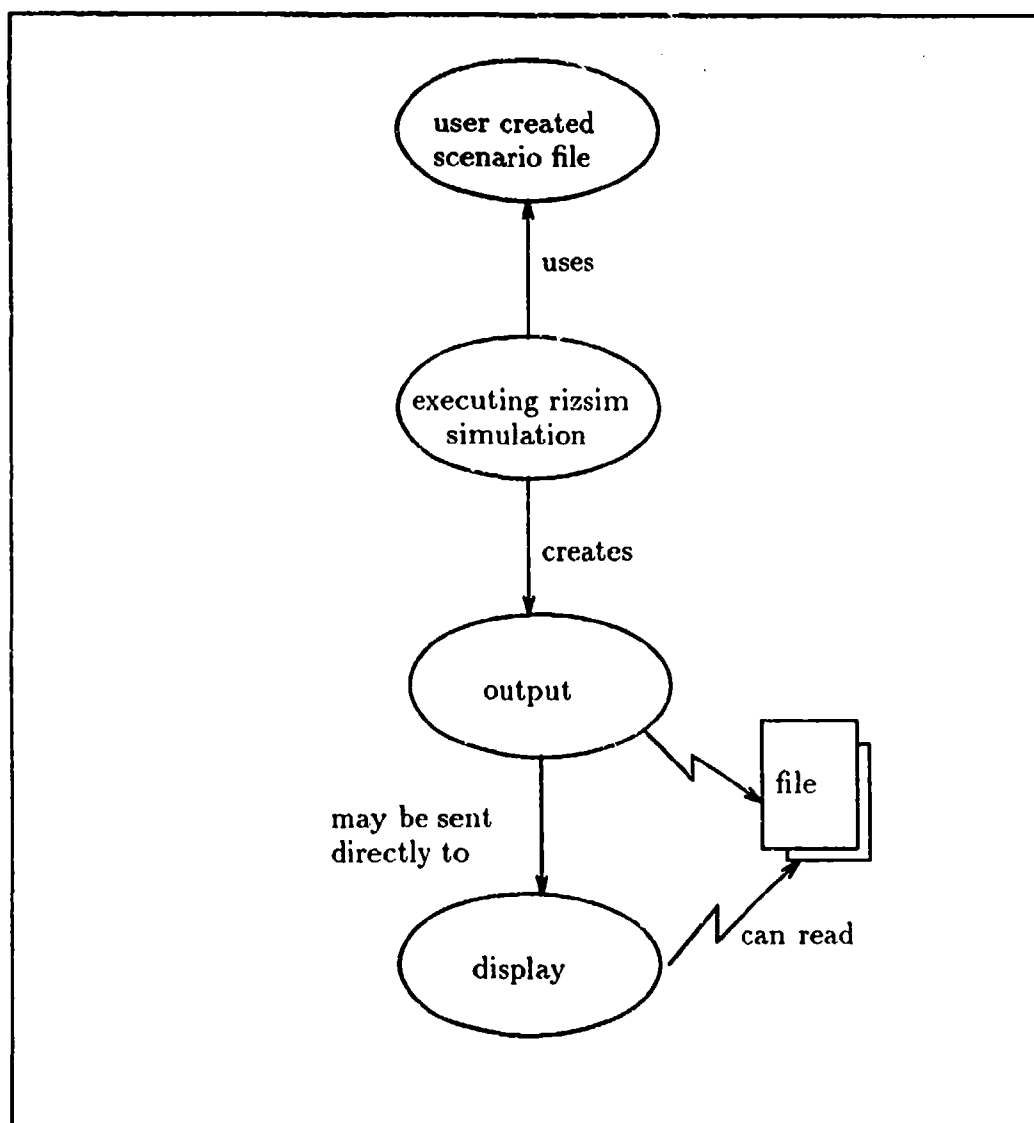 user created
scenario file
uses
executing rizsim
simulation
creates
output
file
may be sent
directly to
can read
display